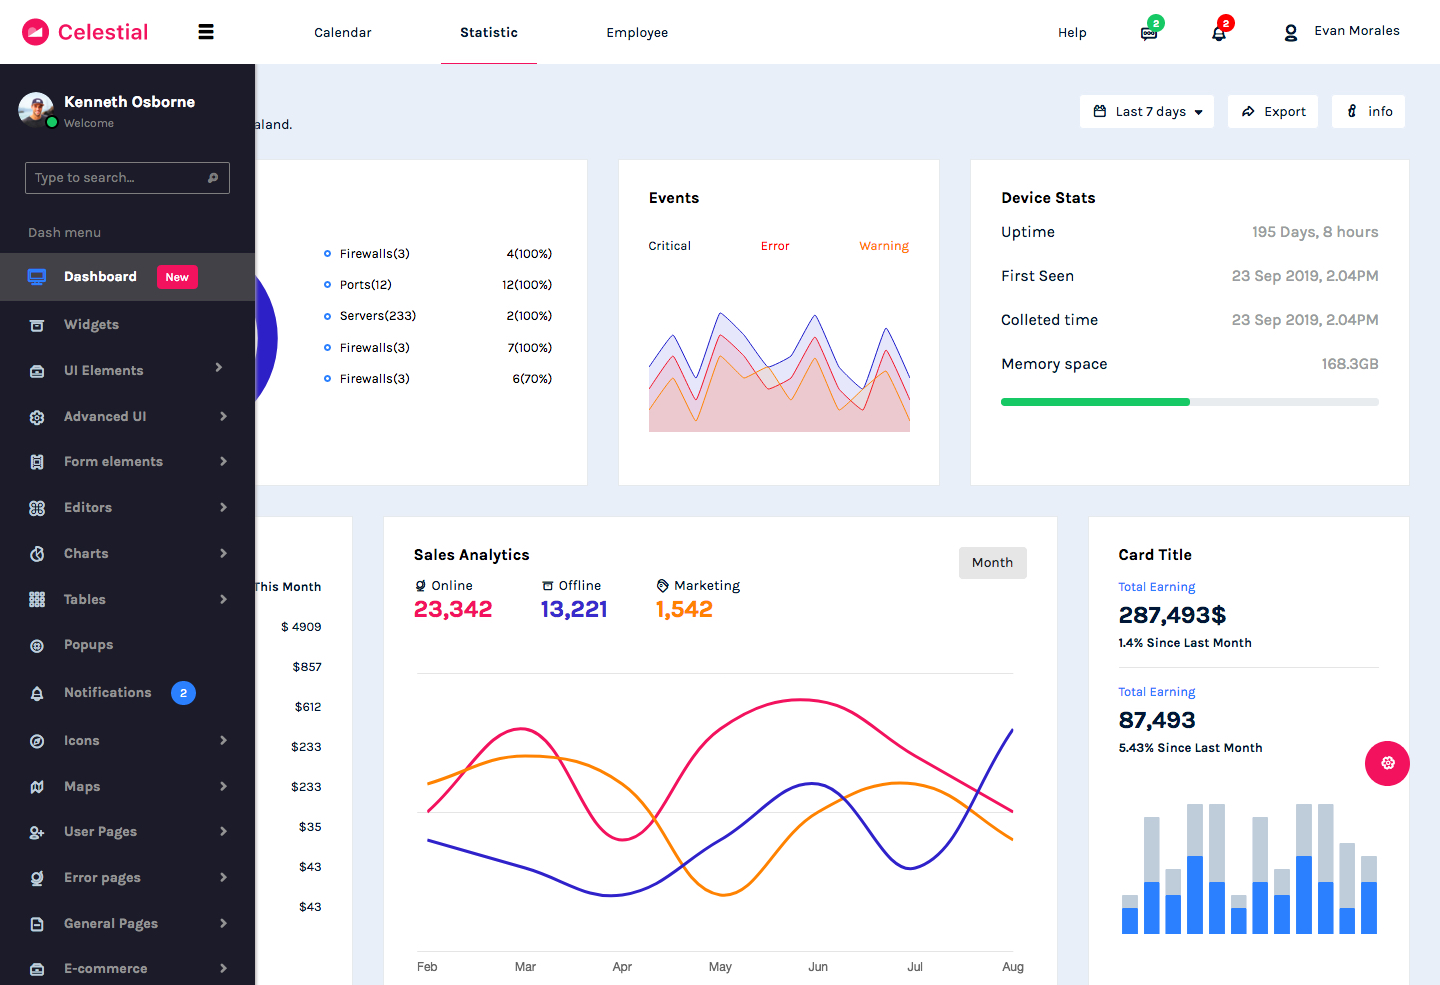 Celestial
Calendar
Statistic
Employee
Help
2
2
Evan Morales
Kenneth Osborne
Welcome
Type to search...
Dash menu
Dashboard New
Widgets
UI Elements
Advanced UI
Form elements
Editors
Charts
Tables
Popups
Notifications 2
Icons
Maps
User Pages
Error pages
General Pages
E-commerce
aland.
Last 7 days
Export
info
Firewalls(3) 4(100%)
Ports(12) 12(100%)
Servers(233) 2(100%)
Firewalls(3) 7(100%)
Firewalls(3) 6(70%)
Events
Critical Error Warning
Device Stats
Uptime 195 Days, 8 hours
First Seen 23 Sep 2019, 2.04PM
Colleted time 23 Sep 2019, 2.04PM
Memory space 168.3GB
This Month
$ 4909
$857
$612
$233
$233
$35
$43
$43
Sales Analytics
Month
Online Offline Marketing
23,342 13,221 1,542
Feb Mar Apr May Jun Jul Aug
Card Title
Total Earning
287,493$
1.4% Since Last Month
Total Earning
87,493
5.43% Since Last Month